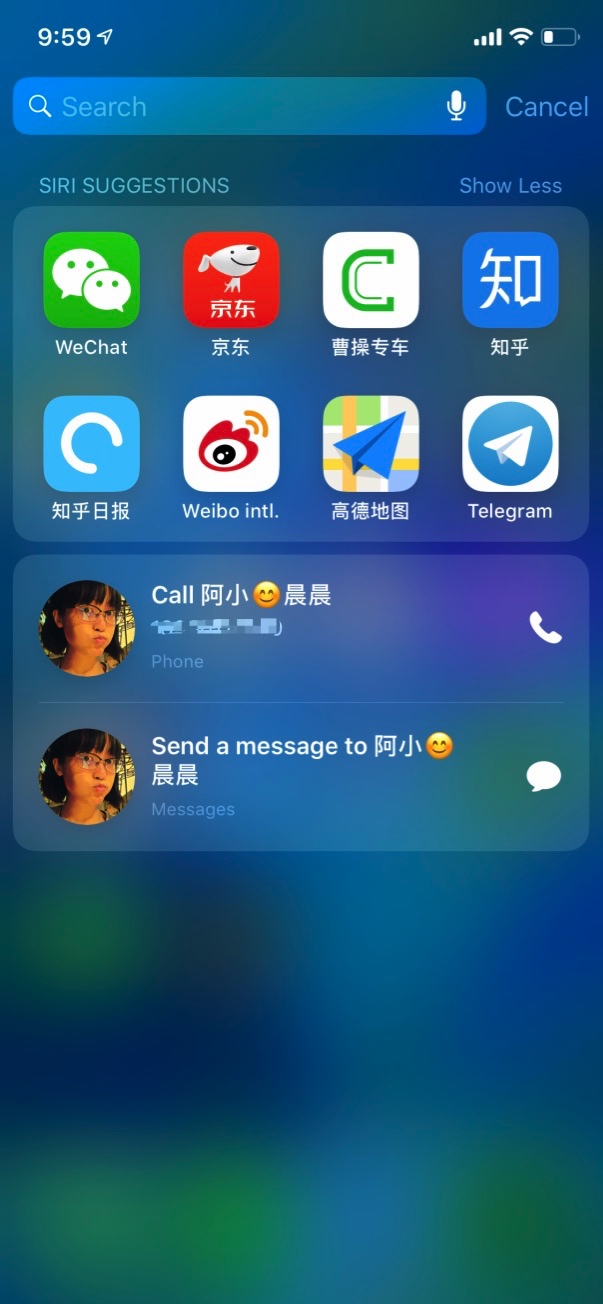 9:59
Search
Cancel
SIRI SUGGESTIONS
Show Less
京东
知
WeChat
京东
曹操专车
知乎
知乎日报
Weibo intl.
高德地图
Telegram
Call 阿小😊晨晨
Phone
Send a message to 阿小😊
晨晨
Messages